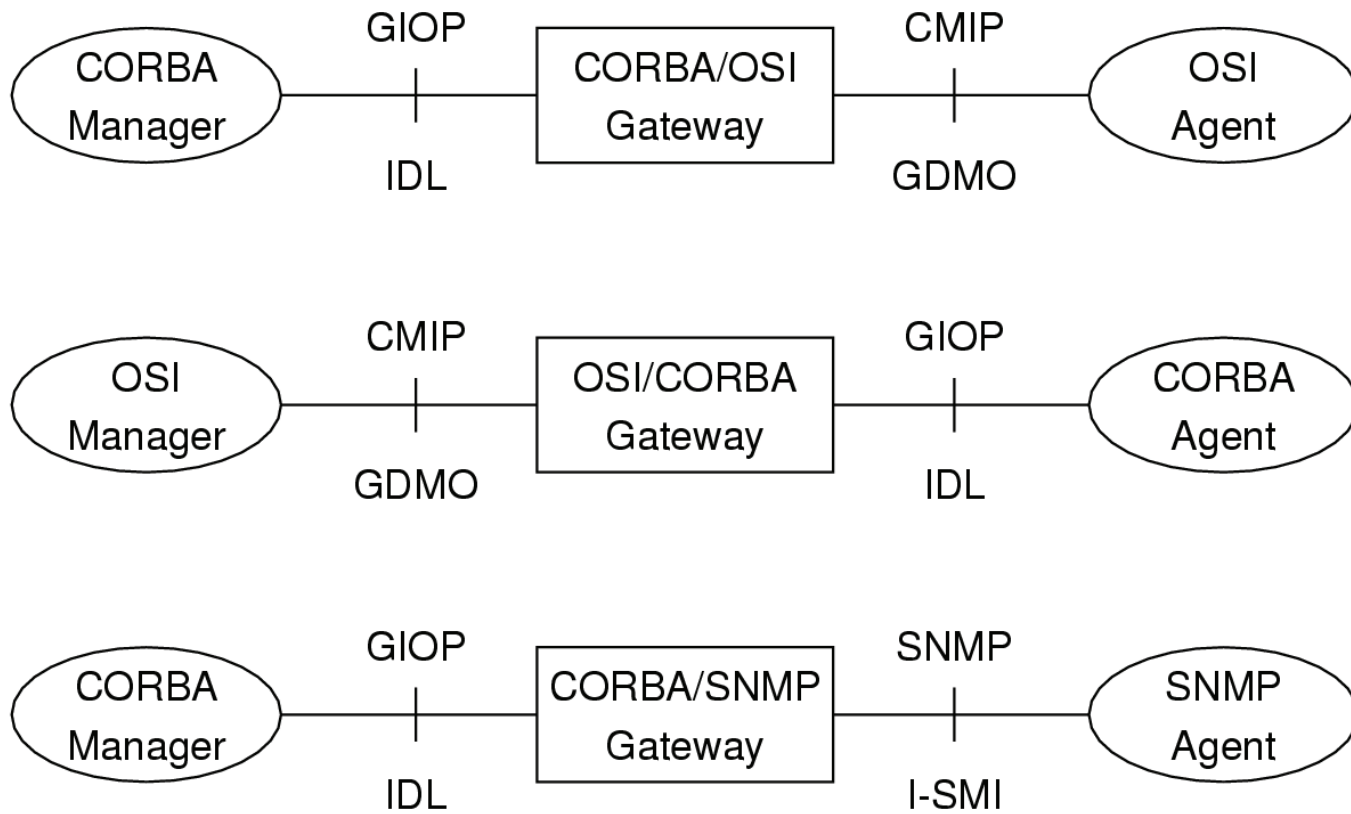 GIOP
CMIP
CORBA
Manager
CORBA/OSI
Gateway
OSI
Agent
IDL
GDMO
CMIP
GIOP
OSI
Manager
OSI/CORBA
Gateway
CORBA
Agent
GDMO
IDL
GIOP
SNMP
CORBA
Manager
CORBA/SNMP
Gateway
SNMP
Agent
IDL
I-SMI